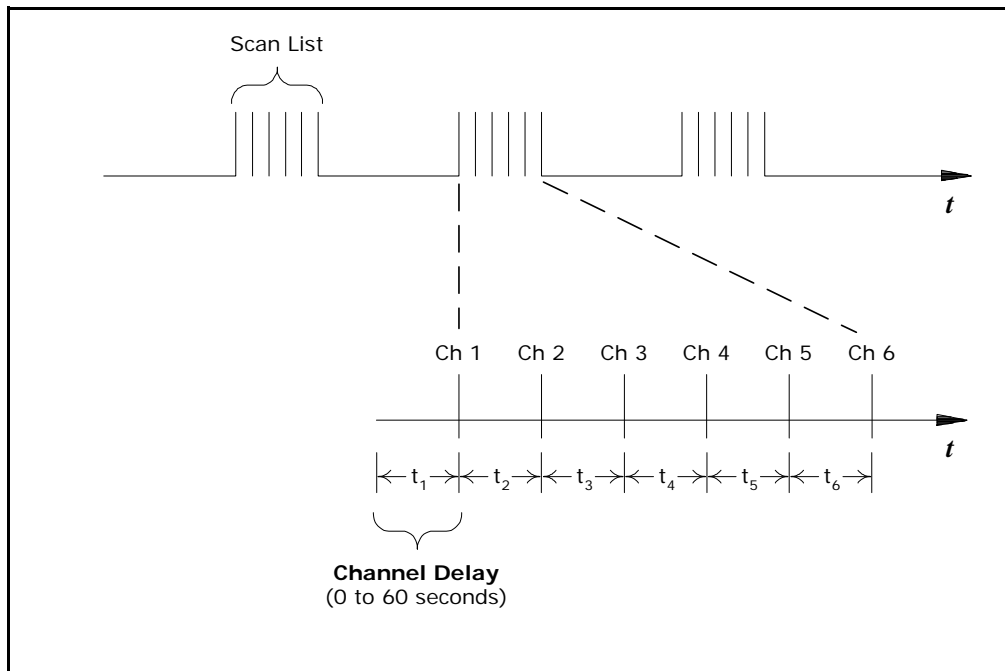 Scan List
t
Ch 1 Ch 2 Ch 3 Ch 4 Ch 5 Ch 6
t
t1 t2 t3 t4 t5 t6
Channel Delay
(0 to 60 seconds)